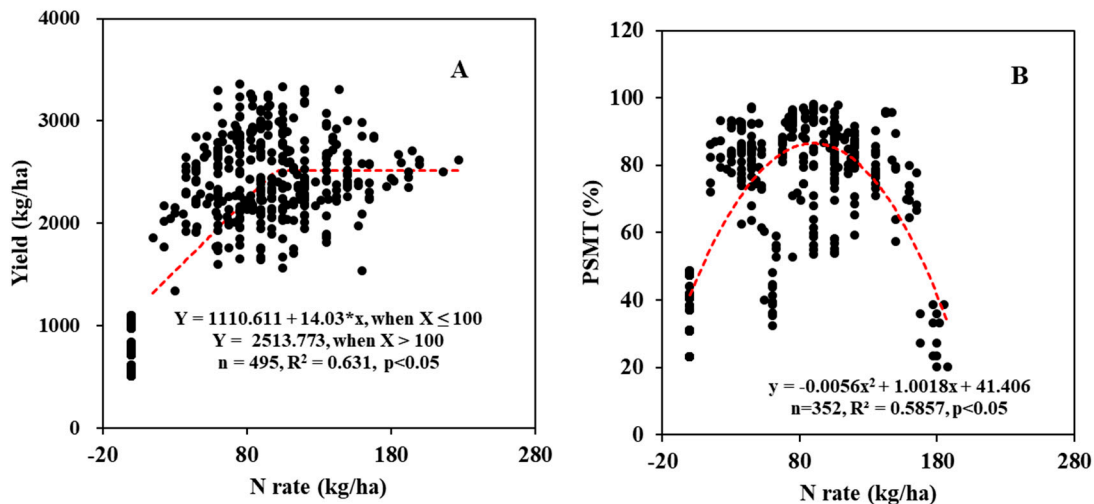 4000
3000
2000
1000
0
Yield (kg/ha)
A
Y = 1110.611 + 14.03*x, when X ≤ 100
Y = 2513.773, when X > 100
n = 495, R² = 0.631, p<0.05
-20 80 180 280
N rate (kg/ha)
120
100
80
60
40
20
0
PSMT (%)
B
y = -0.0056x² + 1.0018x + 41.406
n=352, R² = 0.5857, p<0.05
-20 80 180 280
N rate (kg/ha)